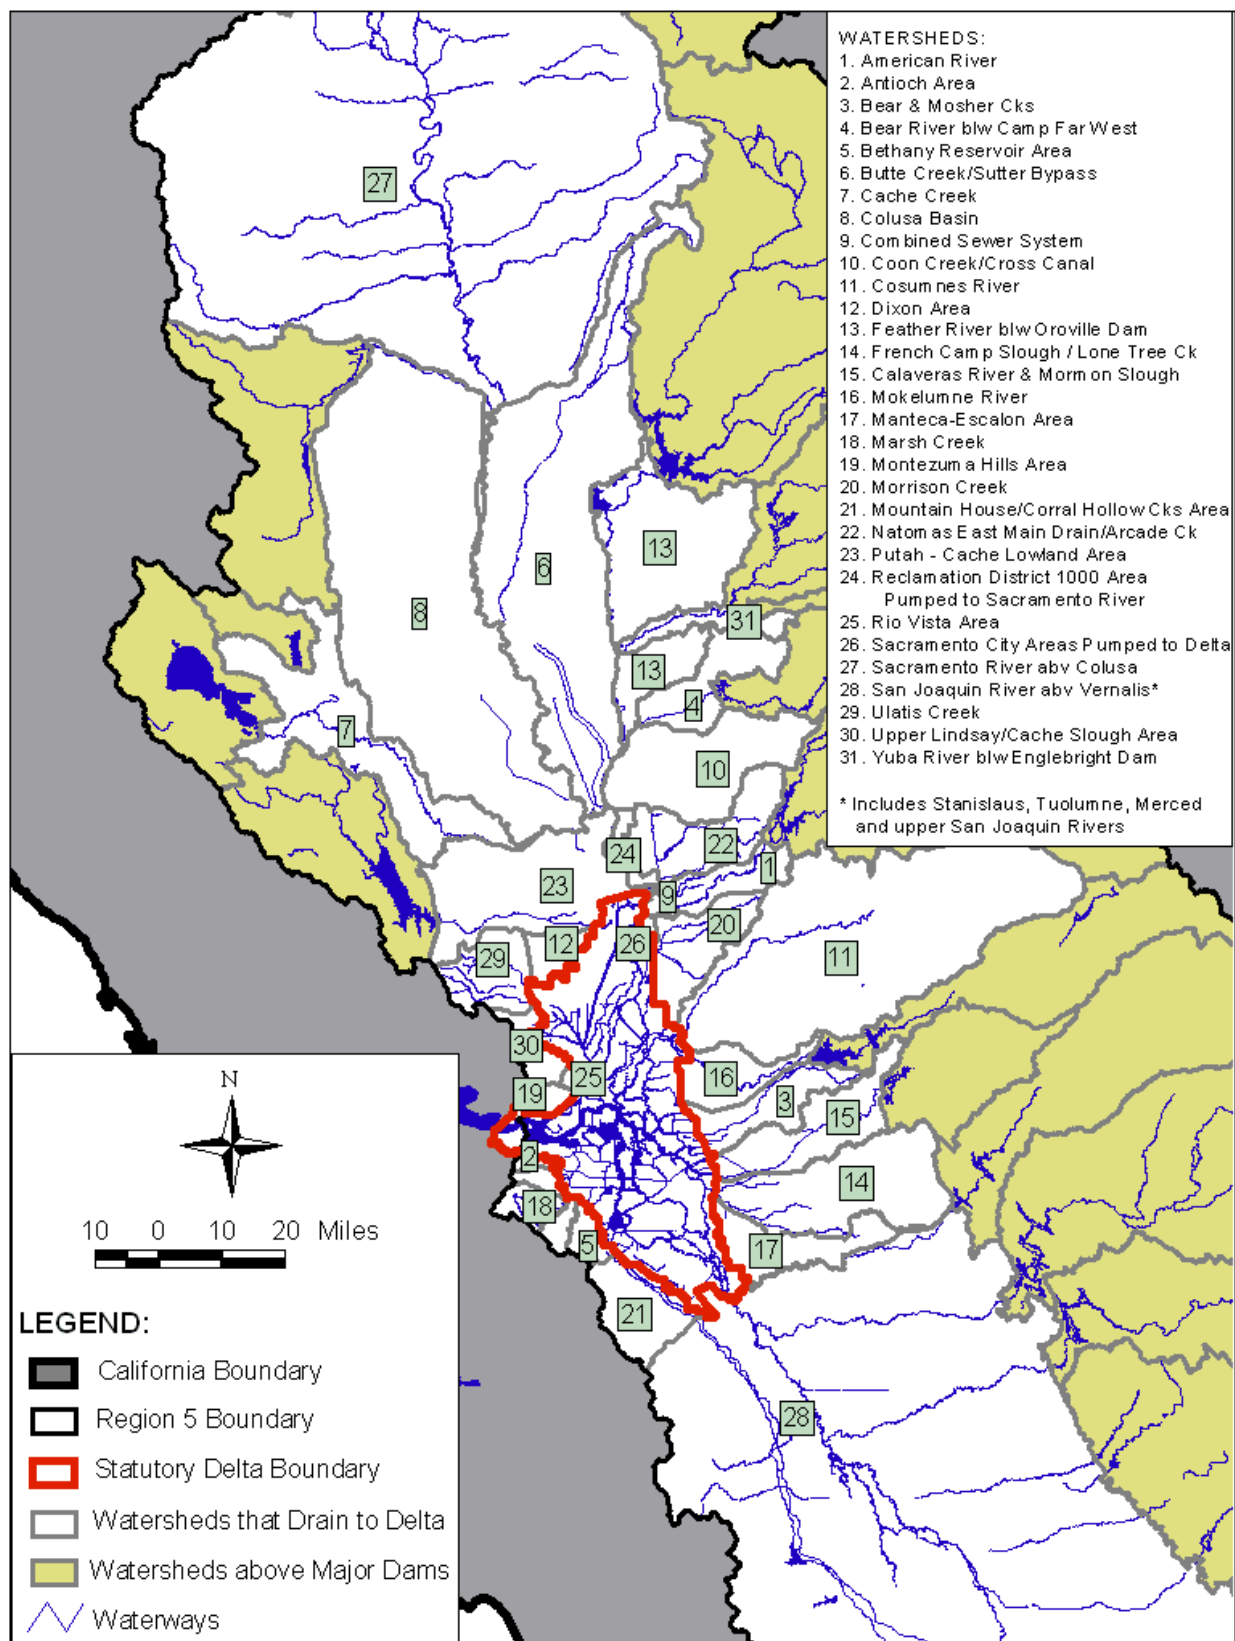 WATERSHEDS:
1. American River
2. Antioch Area
3. Bear & Mosher Cks
4. Bear River blw Camp Far West
5. Bethany Reservoir Area
6. Butte Creek/Sutter Bypass
7. Cache Creek
8. Colusa Basin
9. Combined Sewer System
10. Coon Creek/Cross Canal
11. Cosumnes River
12. Dixon Area
13. Feather River blw Oroville Dam
14. French Camp Slough / Lone Tree Ck
15. Calaveras River & Mormon Slough
16. Mokelumne River
17. Manteca-Escalon Area
18. Marsh Creek
19. Montezuma Hills Area
20. Morrison Creek
21. Mountain House/Corral Hollow Cks Area
22. Natomas East Main Drain/Arcade Ck
23. Putah - Cache Lowland Area
24. Reclamation District 1000 Area
Pumped to Sacramento River
25. Rio Vista Area
26. Sacramento City Areas Pumped to Delta
27. Sacramento River abv Colusa
28. San Joaquin River abv Vernalis*
29. Ulatis Creek
30. Upper Lindsay/Cache Slough Area
31. Yuba River blw Englebright Dam
* Includes Stanislaus, Tuolumne, Merced
and upper San Joaquin Rivers
27
13
6
8
31
13
4
7
10
22
24
1
23
9
20
12
26
29
11
30
25
16
19
3
15
2
14
18
5
17
21
28
N
10 0 10 20 Miles
LEGEND:
California Boundary
Region 5 Boundary
Statutory Delta Boundary
Watersheds that Drain to Delta
Watersheds above Major Dams
Waterways